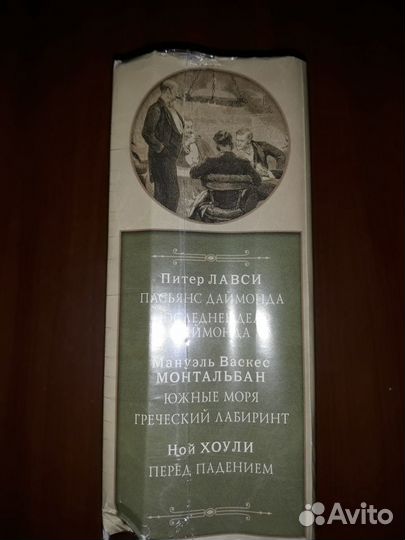 Питер ЛАВСИ
ПАСЬЯНС ДАЙМОНДА
ПОСЛЕДНЕЕ ДЕЛО
ДАЙМОНДА
Мануэль Васкес
МОНТАЛЬБАН
ЮЖНЫЕ МОРЯ
ГРЕЧЕСКИЙ ЛАБИРИНТ
Ной ХОУЛИ
ПЕРЕД ПАДЕНИЕМ
Avito